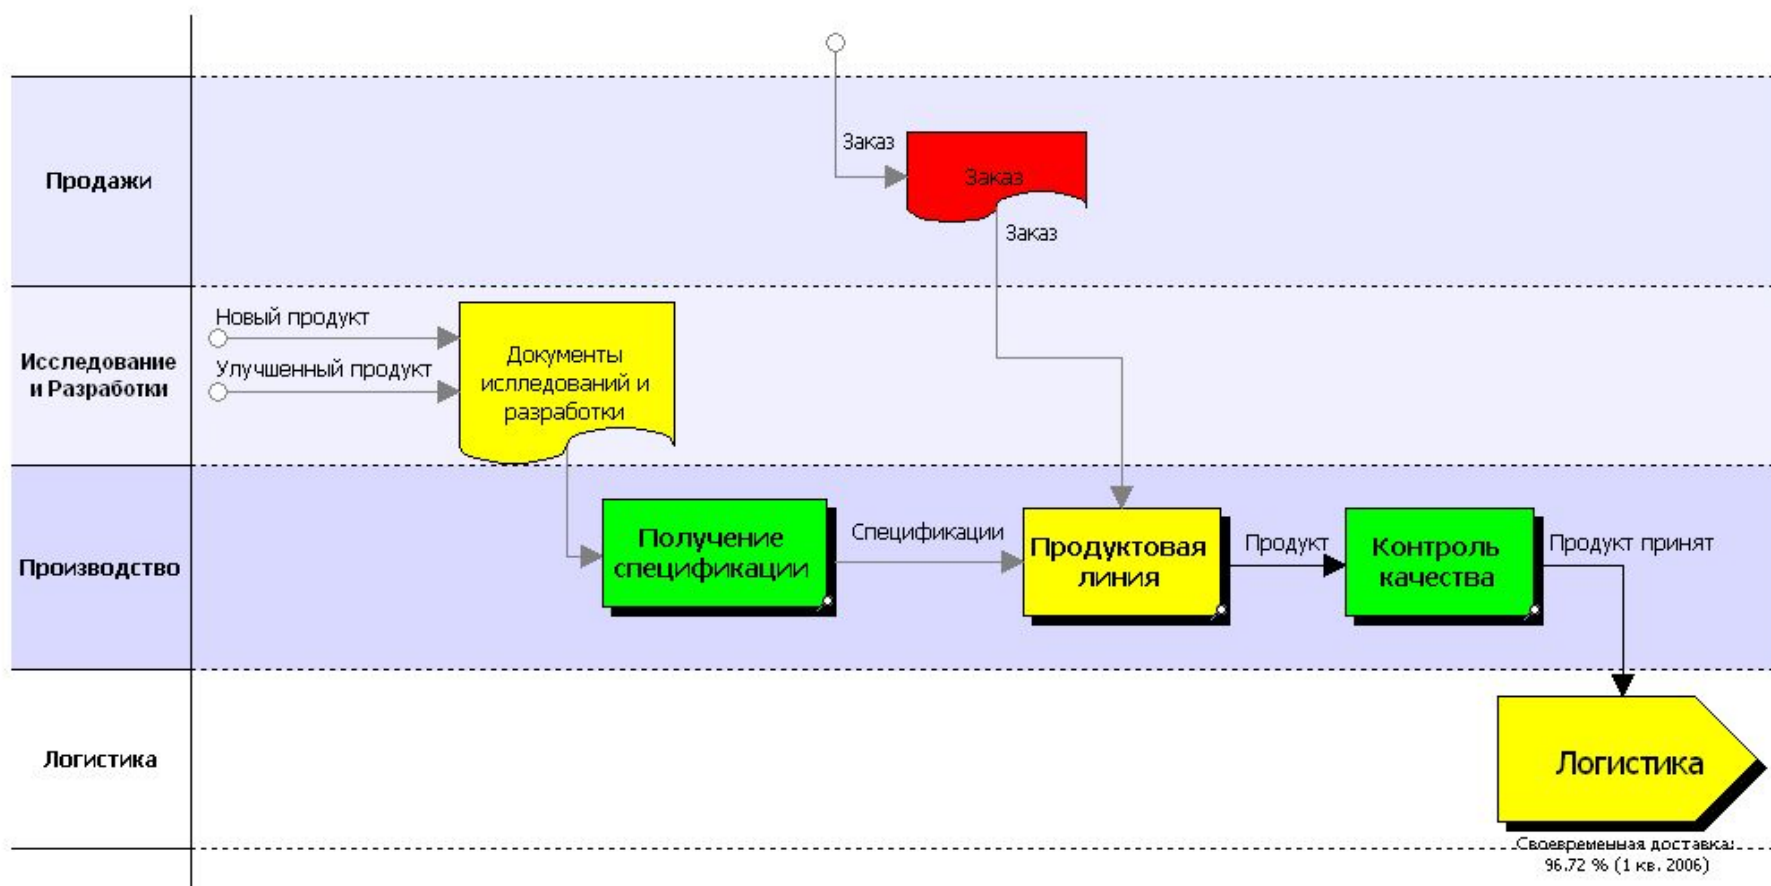 Заказ
Продажи
Заказ
Заказ
Новый продукт
Исследование
и Разработки
Улучшенный продукт
Документы
ислледований и
разработки
Производство
Получение
спецификации
Спецификации
Продуктовая
линия
Продукт
Контроль
качества
Продукт принят
Логистика
Логистика
Своевременная доставка:
96.72 % (1 кв. 2006)